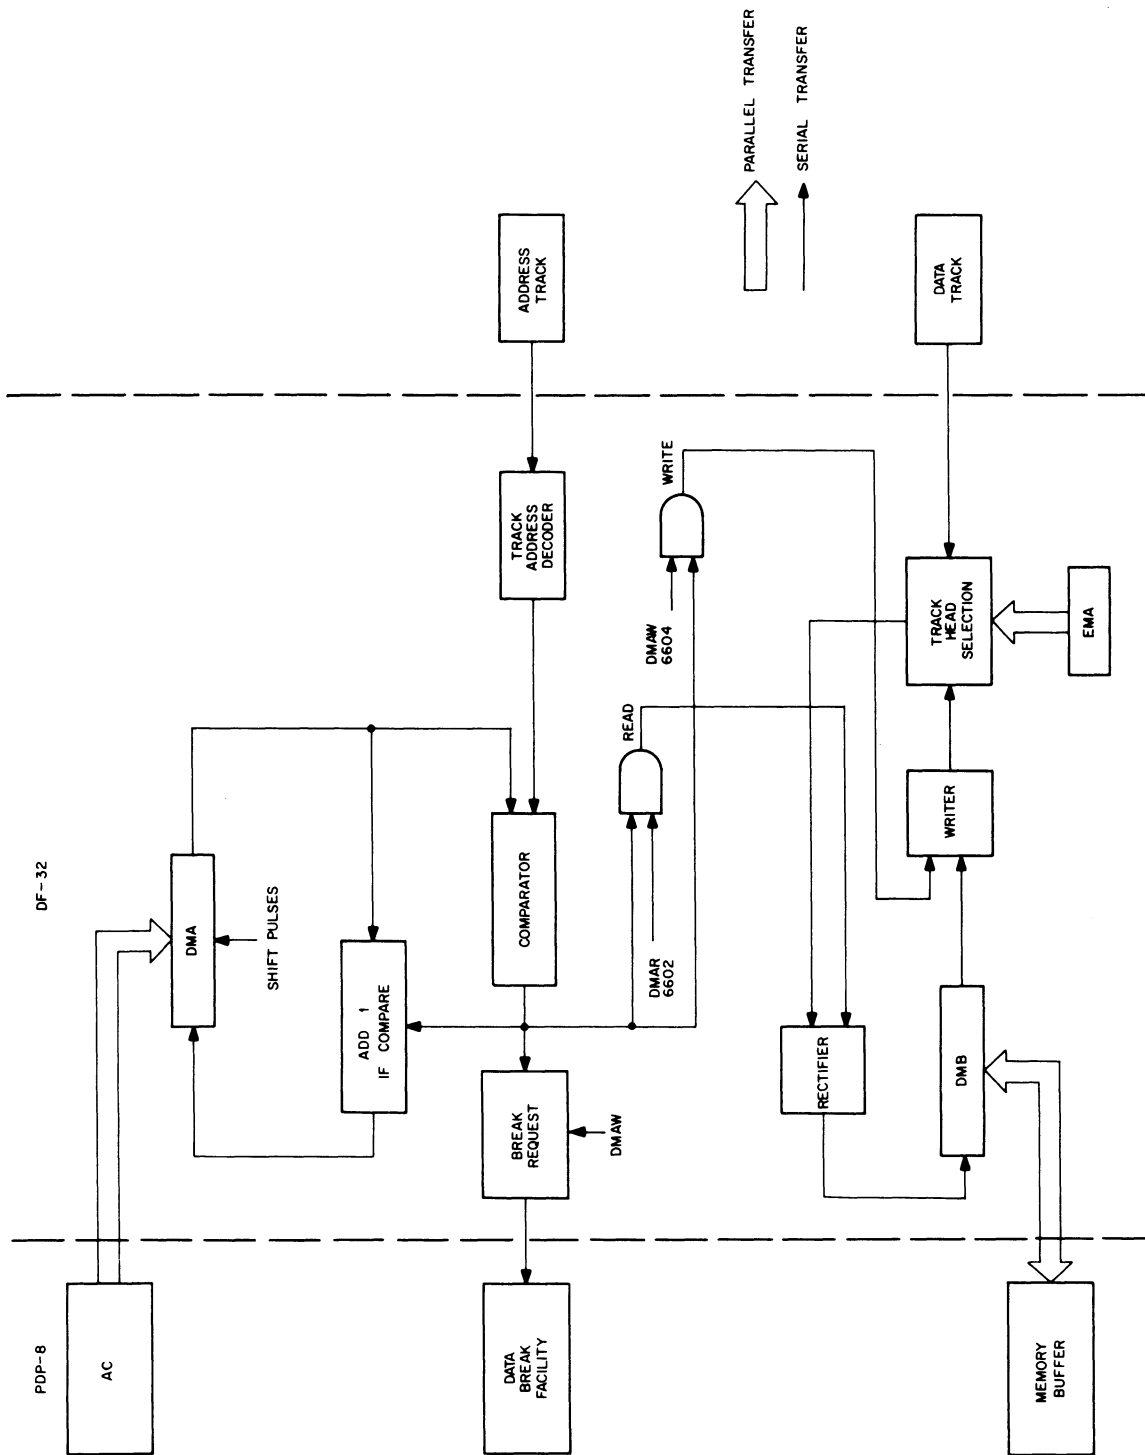 PDP-8
DF-32
AC
DMA
SHIFT PULSES
ADD 1
IF COMPARE
DATA
BREAK
FACILITY
BREAK
REQUEST
DMAW
COMPARATOR
TRACK
ADDRESS
DECODER
ADDRESS
TRACK
DMAR
6602
READ
DMAW
6604
WRITE
PARALLEL TRANSFER
SERIAL TRANSFER
RECTIFIER
MEMORY
BUFFER
DMB
WRITER
TRACK
HEAD
SELECTION
DATA
TRACK
EMA